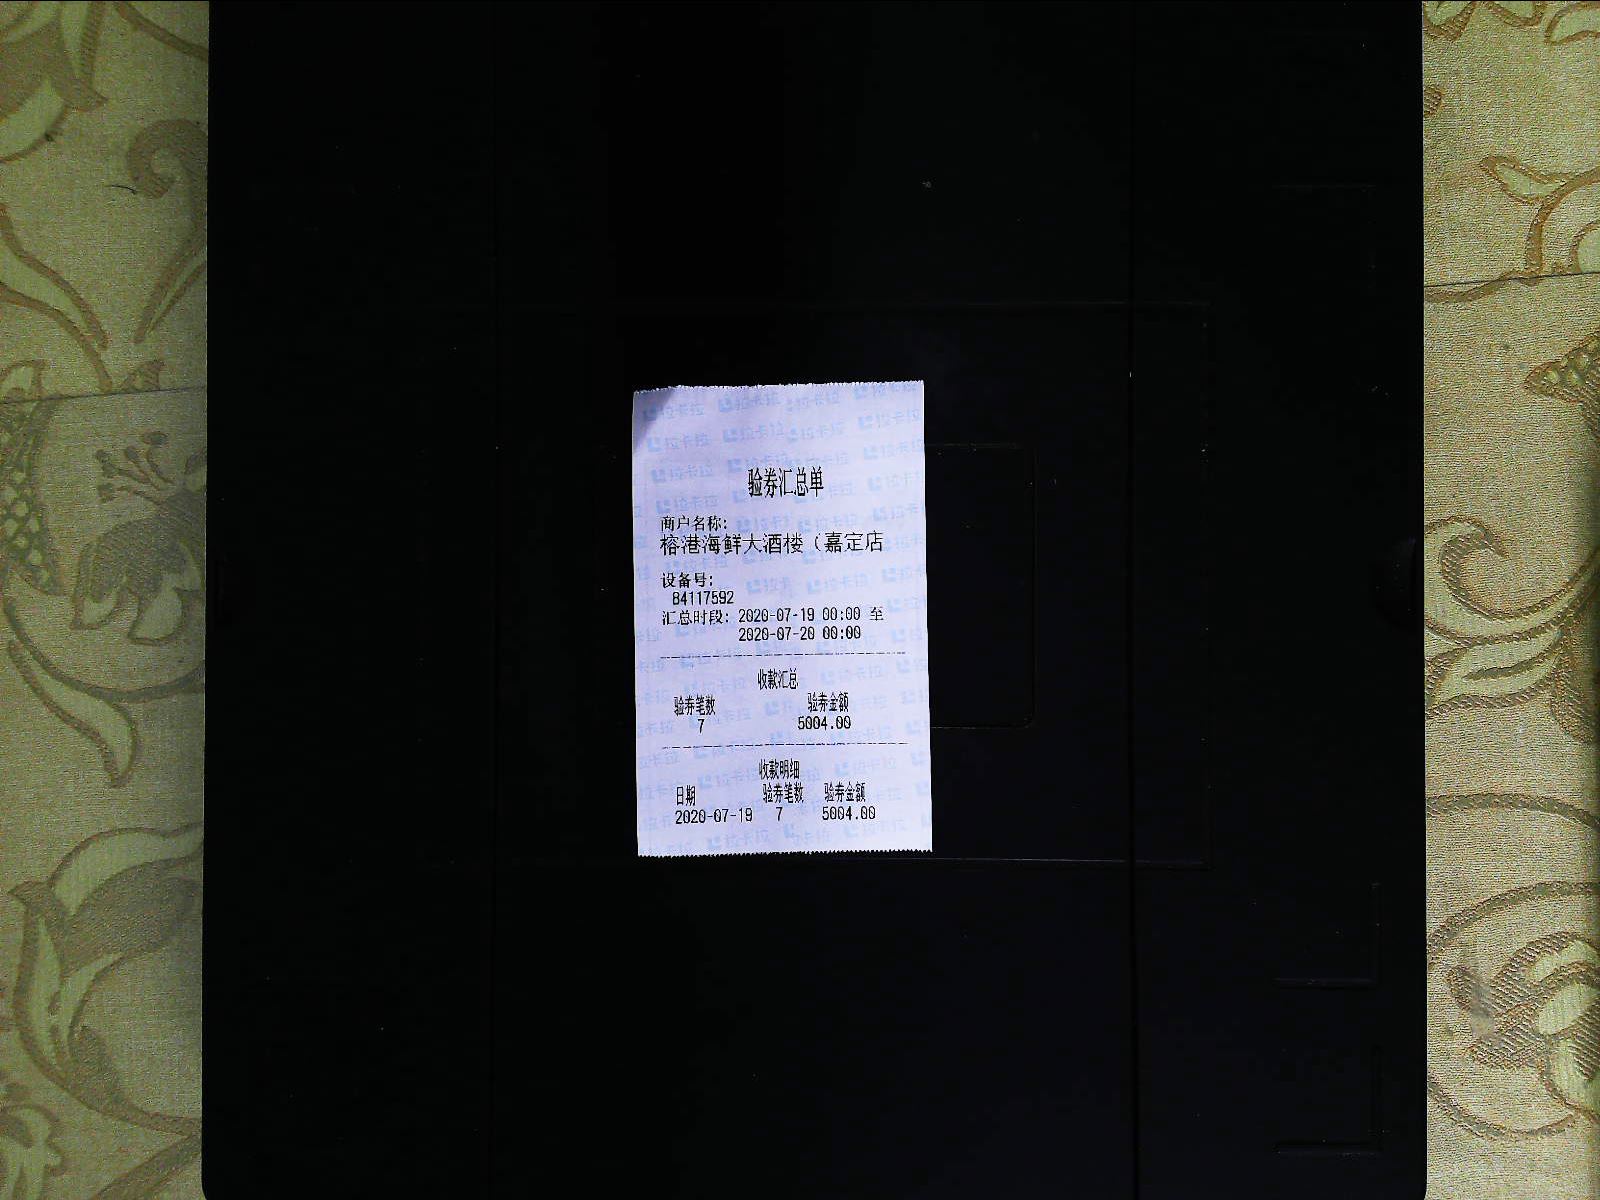 验券汇总单
商户名称:
榕港海鲜大酒楼（嘉定店
设备号:
84117592
汇总时段: 2020-07-19 00:00 至
2020-07-20 00:00
收款汇总
验券笔数 验券金额
7 5004.00
收款明细
日期 验券笔数 验券金额
2020-07-19 7 5004.00